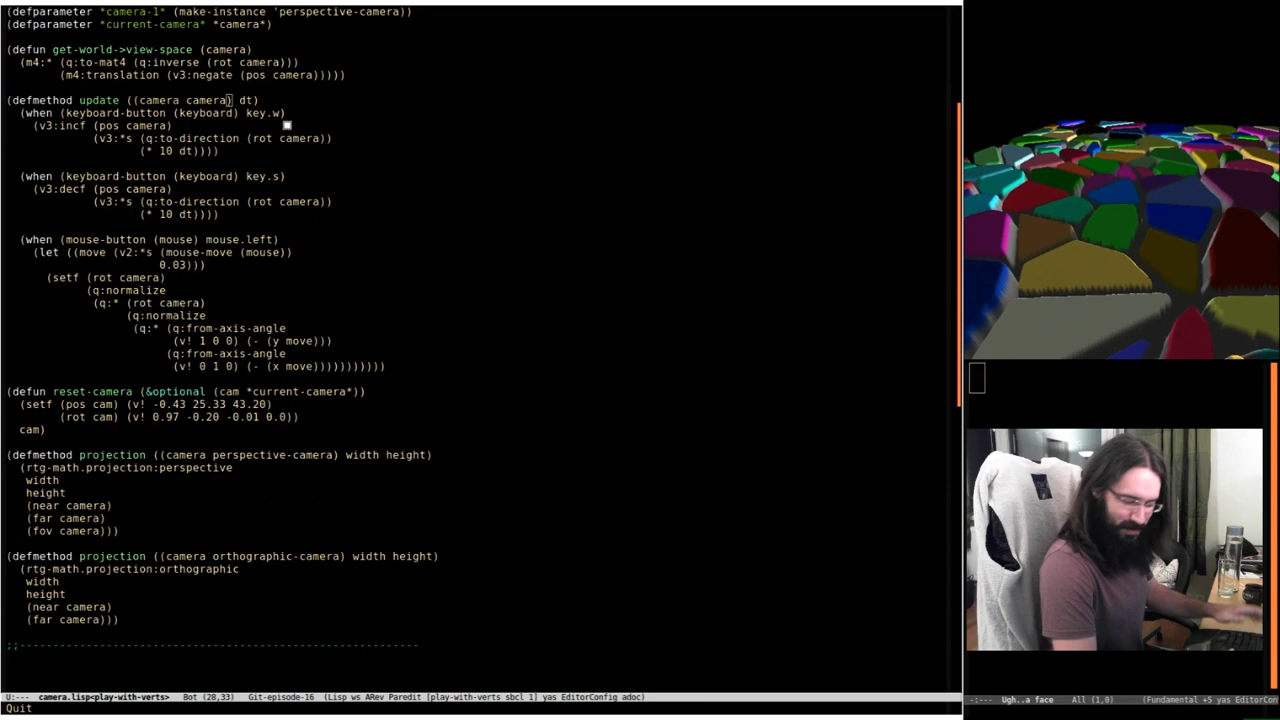 (defparameter *camera-1* (make-instance 'perspective-camera))
(defparameter *current-camera* *camera*)
(defun get-world->view-space (camera)
  (m4:* (q:to-mat4 (q:inverse (rot camera)))
        (m4:translation (v3:negate (pos camera)))))
(defmethod update ((camera camera) dt)
  (when (keyboard-button (keyboard) key.w)
    (v3:incf (pos camera)
             (v3:*s (q:to-direction (rot camera))
                    (* 10 dt))))
  (when (keyboard-button (keyboard) key.s)
    (v3:decf (pos camera)
             (v3:*s (q:to-direction (rot camera))
                    (* 10 dt))))
  (when (mouse-button (mouse) mouse.left)
    (let ((move (v2:*s (mouse-move (mouse))
                       0.03)))
      (setf (rot camera)
            (q:normalize
             (q:* (rot camera)
                  (q:normalize
                   (q:* (q:from-axis-angle
                         (v! 1 0 0) (- (y move)))
                        (q:from-axis-angle
                         (v! 0 1 0) (- (x move)))))))))))
(defun reset-camera (&optional (cam *current-camera*))
  (setf (pos cam) (v! -0.43 25.33 43.20)
        (rot cam) (v! 0.97 -0.20 -0.01 0.0))
  cam)
(defmethod projection ((camera perspective-camera) width height)
  (rtg-math.projection:perspective
   width
   height
   (near camera)
   (far camera)
   (fov camera)))
(defmethod projection ((camera orthographic-camera) width height)
  (rtg-math.projection:orthographic
   width
   height
   (near camera)
   (far camera)))
;;------------------------------------------------------------
U:--- camera.lisp<play-with-verts> Bot (28,33) Git-episode-16 (Lisp ws ARev Paredit [play-with-verts sbcl 1] yas EditorConfig adoc)
Quit
-:--- Ugh..a face All (1,0) (Fundamental +5 yas EditorCon